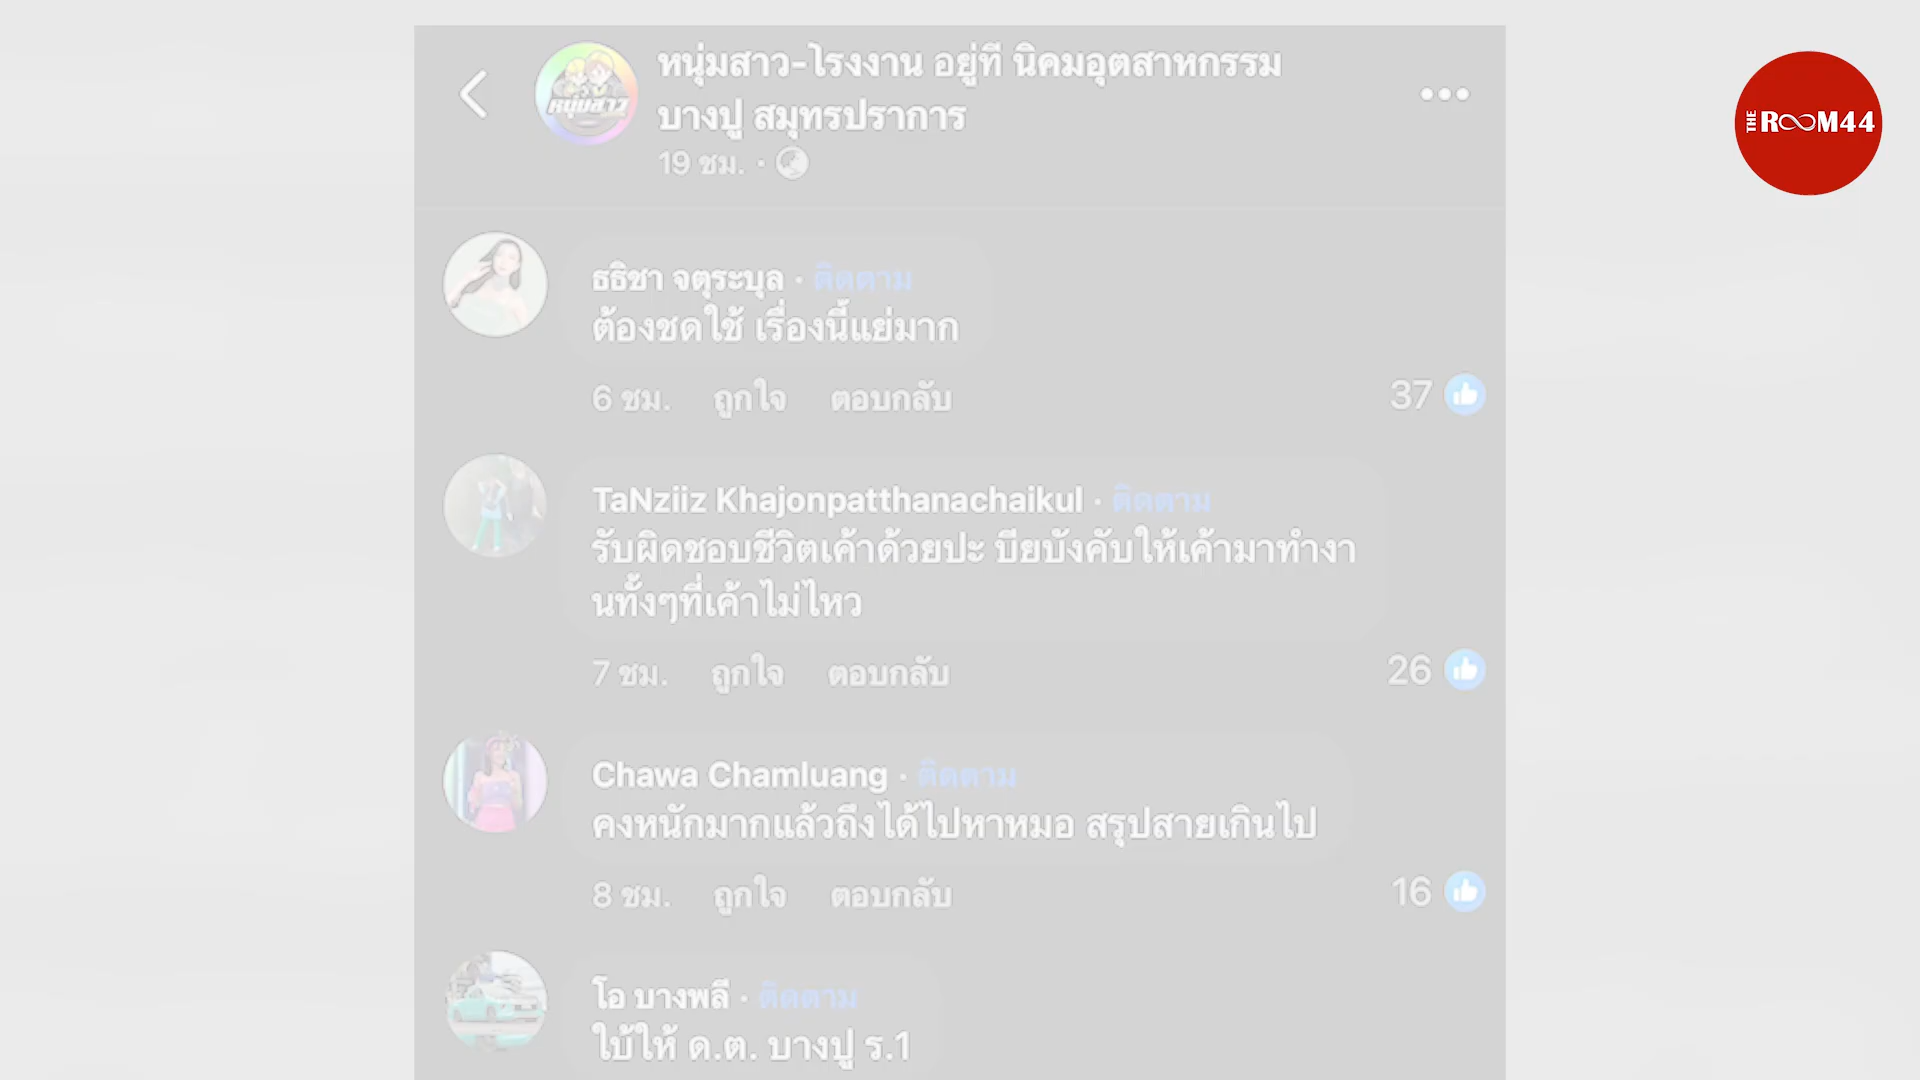 หนุ่มสาว-โรงงาน อยู่ที่ นิคมอุตสาหกรรม
บางปู สมุทรปราการ
19 ชม. ·
หนุ่มสาว
THE ROOM44
ธธิชา จตุระบุล · ติดตาม
ต้องชดใช้ เรื่องนี้แย่มาก
6 ชม. ถูกใจ ตอบกลับ 37
TaNziiz Khajonpatthanachaikul · ติดตาม
รับผิดชอบชีวิตเค้าด้วยปะ บียบังคับให้เค้ามาทำงา
นทั้งๆที่เค้าไม่ไหว
7 ชม. ถูกใจ ตอบกลับ 26
Chawa Chamluang · ติดตาม
คงหนักมากแล้วถึงได้ไปหาหมอ สรุปสายเกินไป
8 ชม. ถูกใจ ตอบกลับ 16
โอ บางพลี · ติดตาม
ใบ้ให้ ด.ต. บางปู ร.1